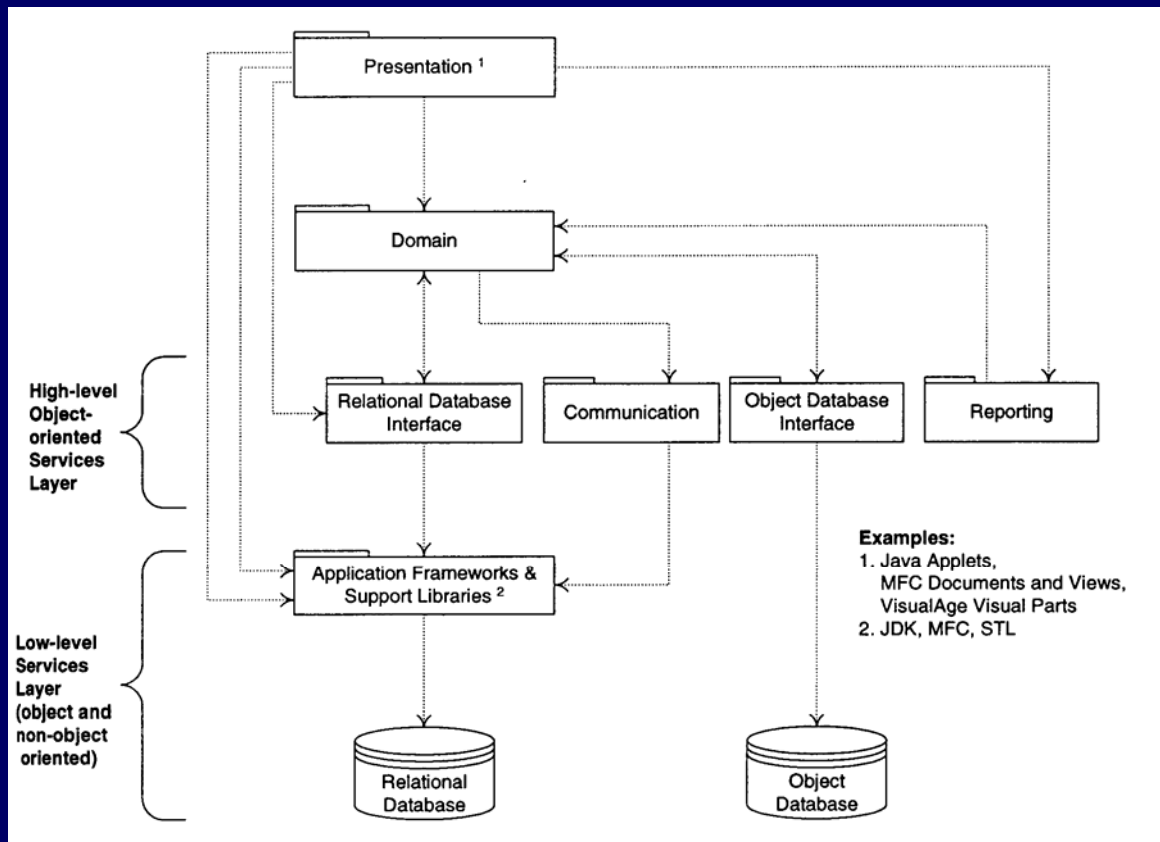 Presentation 1
Domain
High-level
Object-
oriented
Services
Layer
Relational Database
Interface
Communication
Object Database
Interface
Reporting
Low-level
Services
Layer
(object and
non-object
oriented)
Application Frameworks &
Support Libraries 2
Examples:
1. Java Applets,
MFC Documents and Views,
VisualAge Visual Parts
2. JDK, MFC, STL
Relational
Database
Object
Database